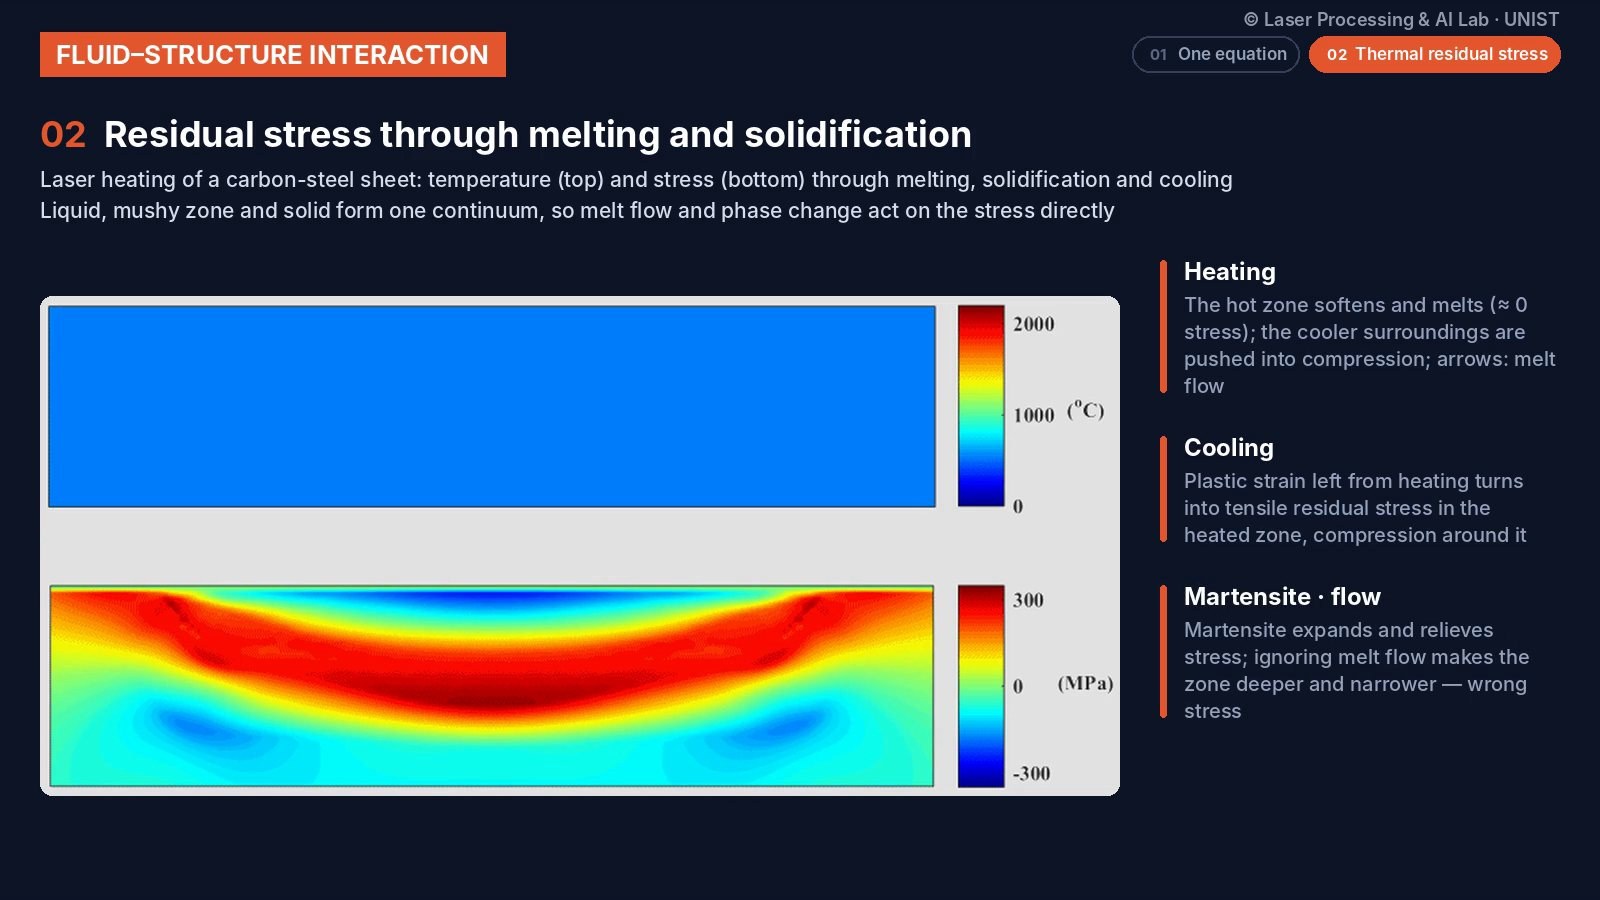 © Laser Processing & AI Lab · UNIST
FLUID–STRUCTURE INTERACTION
01 One equation
02 Thermal residual stress
02 Residual stress through melting and solidification
Laser heating of a carbon-steel sheet: temperature (top) and stress (bottom) through melting, solidification and cooling
Liquid, mushy zone and solid form one continuum, so melt flow and phase change act on the stress directly
2000
1000 (°C)
0
300
0 (MPa)
-300
Heating
The hot zone softens and melts (≈ 0
stress); the cooler surroundings are
pushed into compression; arrows: melt
flow
Cooling
Plastic strain left from heating turns
into tensile residual stress in the
heated zone, compression around it
Martensite · flow
Martensite expands and relieves
stress; ignoring melt flow makes the
zone deeper and narrower — wrong
stress